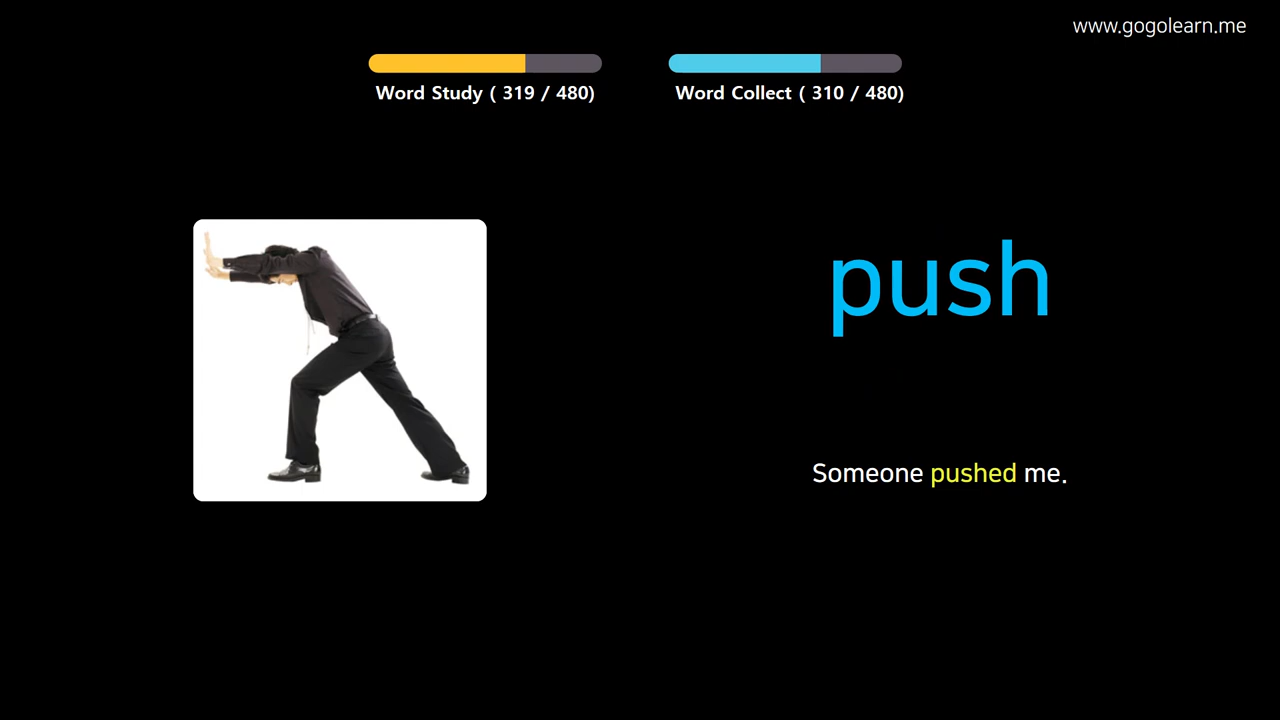 www.gogolearn.me
Word Study ( 319 / 480)
Word Collect ( 310 / 480)
push
Someone pushed me.